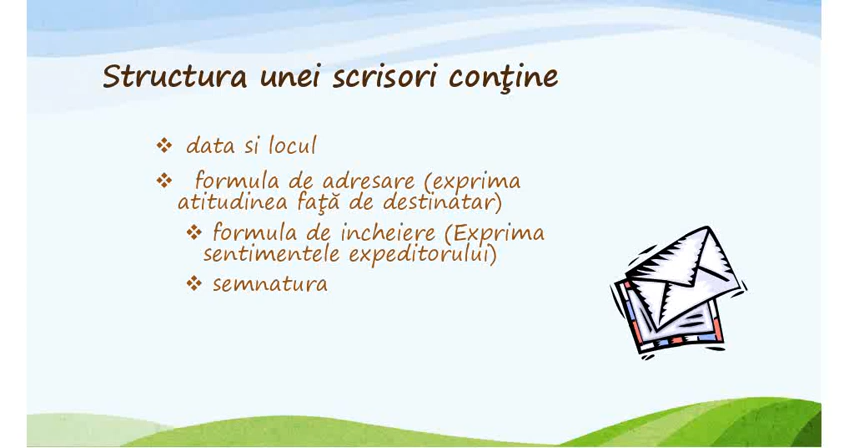 Structura unei scrisori conţine
❖ data si locul
❖ formula de adresare (exprima
atitudinea faţă de destinatar)
❖ formula de incheiere (Exprima
sentimentele expeditorului)
❖ semnatura